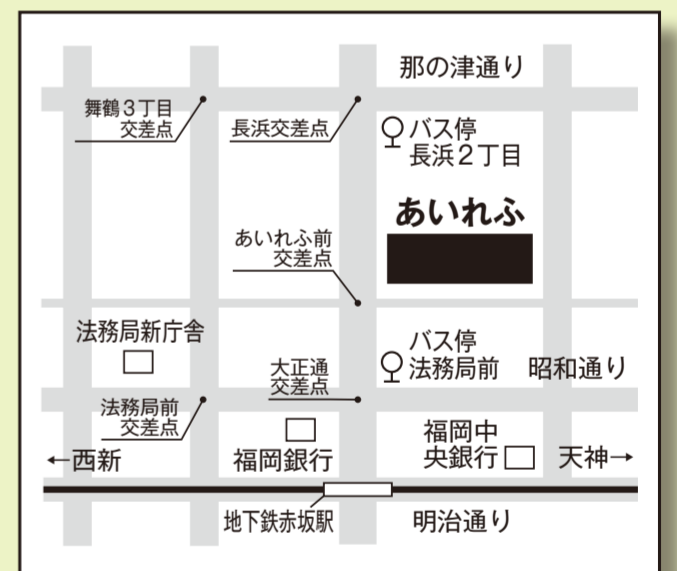 那の津通り
舞鶴３丁目
交差点
長浜交差点
バス停
長浜２丁目
あいれふ
あいれふ前
交差点
法務局新庁舎
バス停
法務局前
昭和通り
大正通
交差点
法務局前
交差点
福岡中
央銀行
←西新
福岡銀行
天神→
地下鉄赤坂駅
明治通り